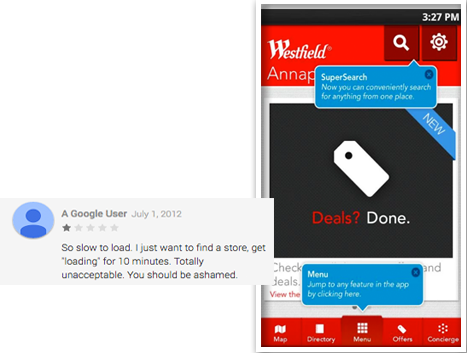 3:27 PM
Westfield
Annap
SuperSearch
Now you can conveniently search
for anything from one place.
NEW
Deals? Done.
A Google User July 1, 2012
So slow to load. I just want to find a store, get
"loading" for 10 minutes. Totally
unacceptable. You should be ashamed.
Check
and
deals.
View the
Menu
Jump to any feature in the app
by clicking here.
Map
Directory
Menu
Offers
Concierge